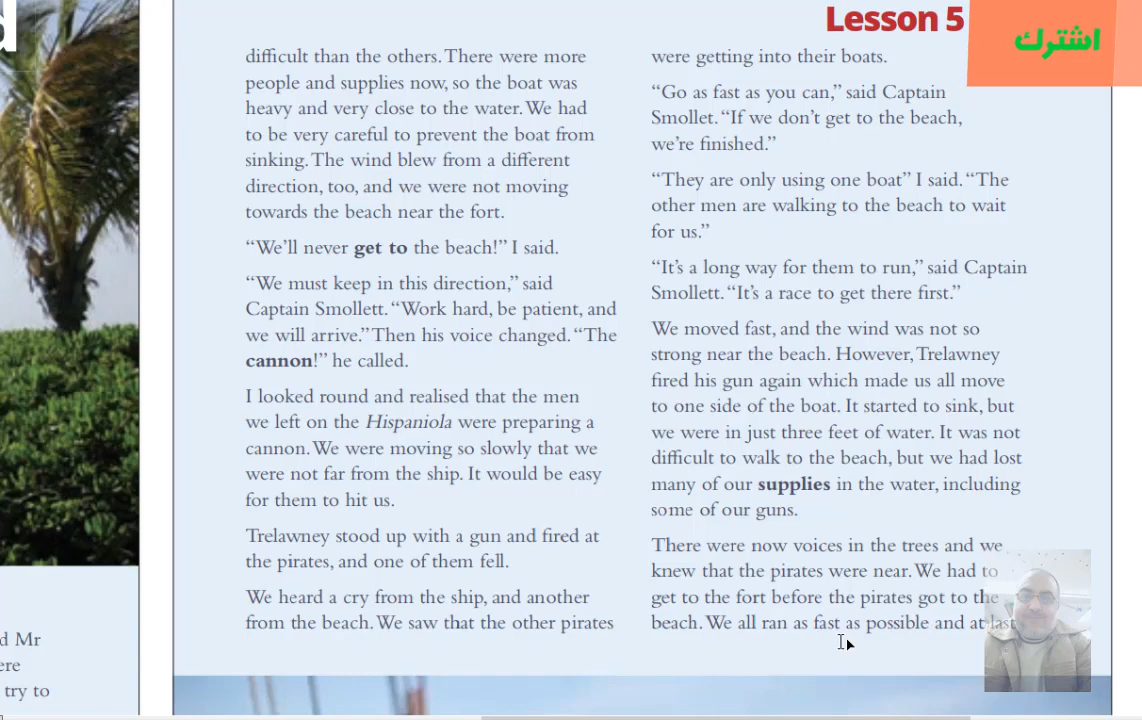 d
Lesson 5
اشترك
difficult than the others. There were more
people and supplies now, so the boat was
heavy and very close to the water. We had
to be very careful to prevent the boat from
sinking. The wind blew from a different
direction, too, and we were not moving
towards the beach near the fort.
“We’ll never get to the beach!” I said.
“We must keep in this direction,” said
Captain Smollett. “Work hard, be patient, and
we will arrive.” Then his voice changed. “The
cannon!” he called.
I looked round and realised that the men
we left on the Hispaniola were preparing a
cannon. We were moving so slowly that we
were not far from the ship. It would be easy
for them to hit us.
Trelawney stood up with a gun and fired at
the pirates, and one of them fell.
We heard a cry from the ship, and another
from the beach. We saw that the other pirates
were getting into their boats.
“Go as fast as you can,” said Captain
Smollet. “If we don’t get to the beach,
we’re finished.”
“They are only using one boat” I said. “The
other men are walking to the beach to wait
for us.”
“It’s a long way for them to run,” said Captain
Smollett. “It’s a race to get there first.”
We moved fast, and the wind was not so
strong near the beach. However, Trelawney
fired his gun again which made us all move
to one side of the boat. It started to sink, but
we were in just three feet of water. It was not
difficult to walk to the beach, but we had lost
many of our supplies in the water, including
some of our guns.
There were now voices in the trees and we
knew that the pirates were near. We had to
get to the fort before the pirates got to the
beach. We all ran as fast as possible and at last
d Mr
ere
try to